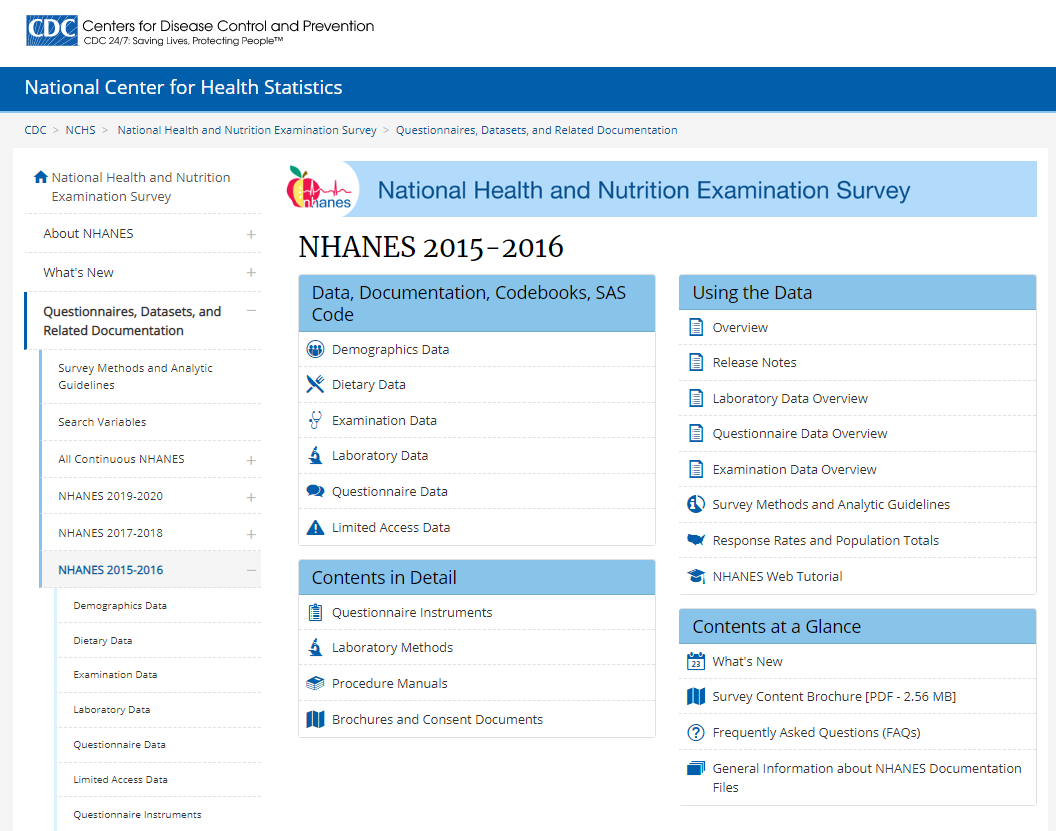 CDC Centers for Disease Control and Prevention
CDC 24/7: Saving Lives, Protecting People™
National Center for Health Statistics
CDC > NCHS > National Health and Nutrition Examination Survey > Questionnaires, Datasets, and Related Documentation
National Health and Nutrition
Examination Survey
About NHANES +
What's New +
Questionnaires, Datasets, and —
Related Documentation
Survey Methods and Analytic
Guidelines
Search Variables
All Continuous NHANES +
NHANES 2019-2020 +
NHANES 2017-2018 +
NHANES 2015-2016 —
Demographics Data
Dietary Data
Examination Data
Laboratory Data
Questionnaire Data
Limited Access Data
Questionnaire Instruments
nhanes
National Health and Nutrition Examination Survey
NHANES 2015-2016
Data, Documentation, Codebooks, SAS
Code
Demographics Data
Dietary Data
Examination Data
Laboratory Data
Questionnaire Data
Limited Access Data
Contents in Detail
Questionnaire Instruments
Laboratory Methods
Procedure Manuals
Brochures and Consent Documents
Using the Data
Overview
Release Notes
Laboratory Data Overview
Questionnaire Data Overview
Examination Data Overview
Survey Methods and Analytic Guidelines
Response Rates and Population Totals
NHANES Web Tutorial
Contents at a Glance
23 What's New
Survey Content Brochure [PDF - 2.56 MB]
? Frequently Asked Questions (FAQs)
General Information about NHANES Documentation
Files